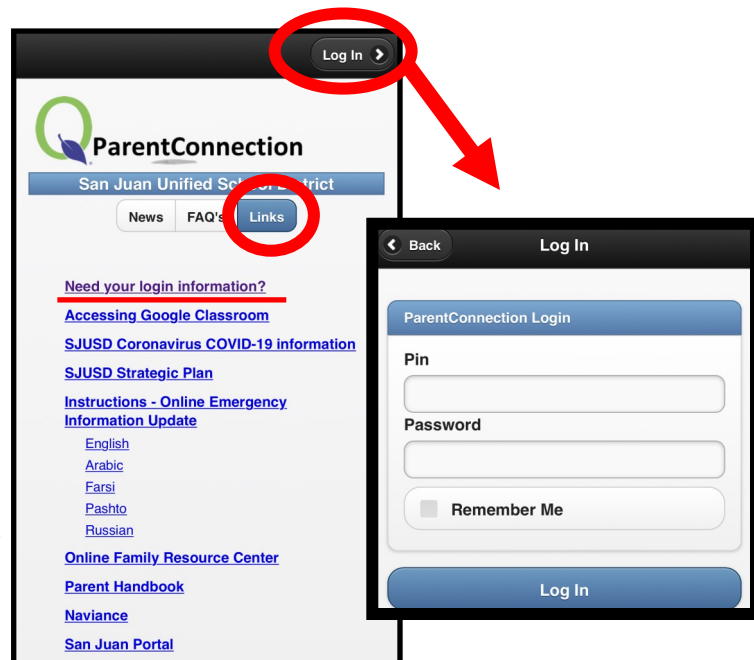 Log In
ParentConnection
San Juan Unified School District
News FAQ's Links
Need your login information?
Accessing Google Classroom
SJUSD Coronavirus COVID-19 information
SJUSD Strategic Plan
Instructions - Online Emergency
Information Update
English
Arabic
Farsi
Pashto
Russian
Online Family Resource Center
Parent Handbook
Naviance
San Juan Portal
Back Log In
ParentConnection Login
Pin
Password
Remember Me
Log In